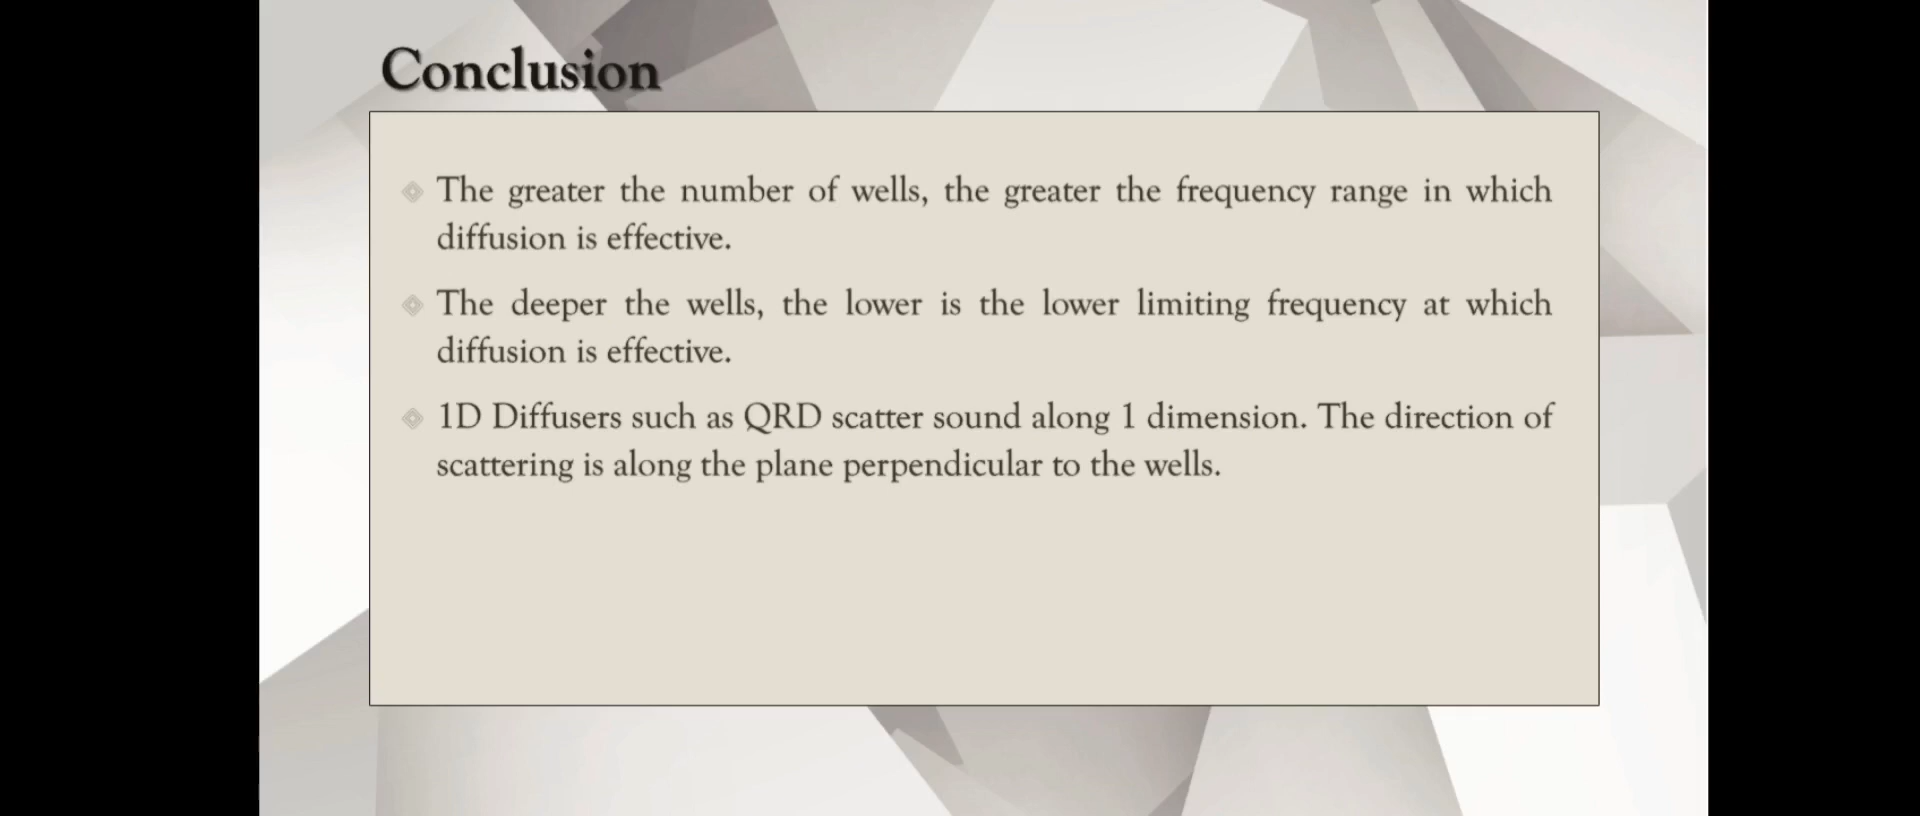 Conclusion
The greater the number of wells, the greater the frequency range in which
diffusion is effective.
The deeper the wells, the lower is the lower limiting frequency at which
diffusion is effective.
1D Diffusers such as QRD scatter sound along 1 dimension. The direction of
scattering is along the plane perpendicular to the wells.